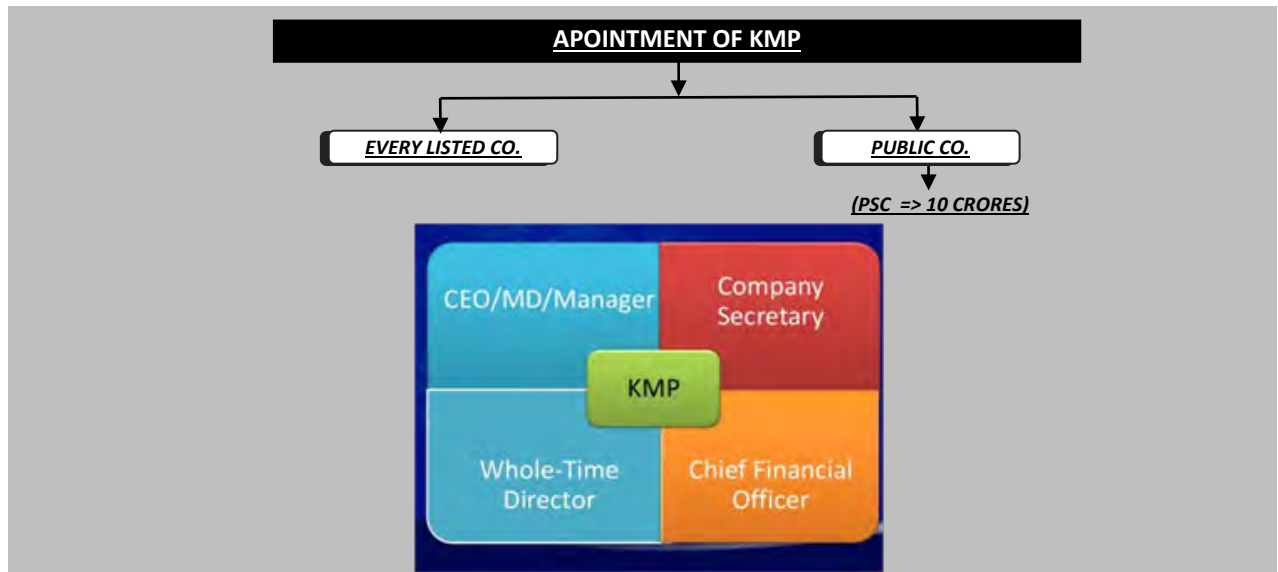 APOINTMENT OF KMP
EVERY LISTED CO.
PUBLIC CO.
(PSC => 10 CRORES)
CEO/MD/Manager
Company
Secretary
KMP
Whole-Time
Director
Chief Financial
Officer